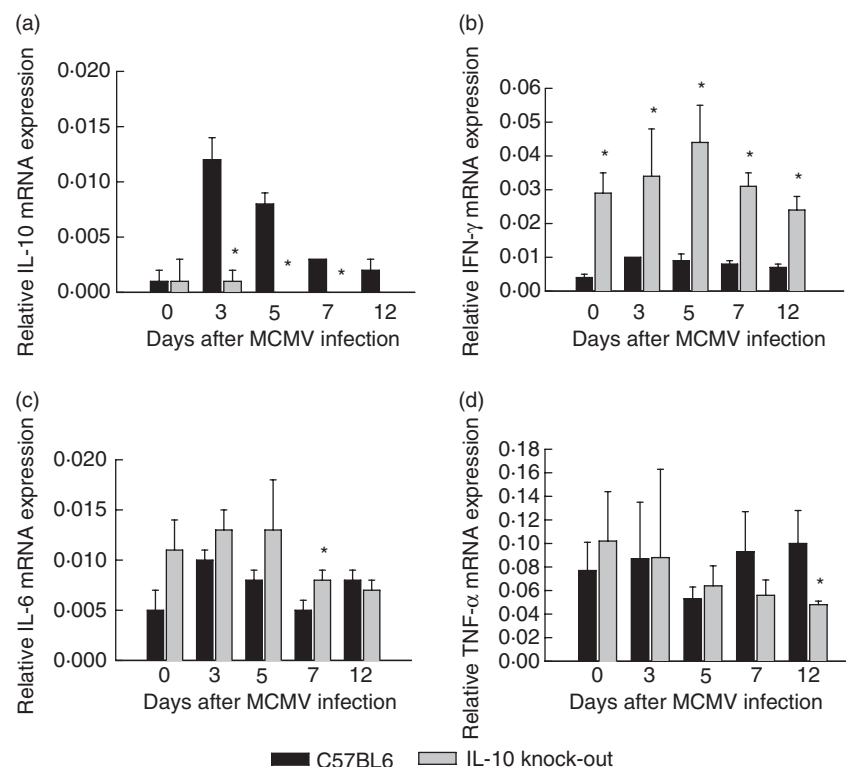 (a)
Relative IL-10 mRNA expression
0·020
0·015
0·010
0·005
0·000
*
*
*
0 3 5 7 12
Days after MCMV infection
(b)
Relative IFN-γ mRNA expression
0·06
0·05
0·04
0·03
0·02
0·01
0·00
*
*
*
*
*
0 3 5 7 12
Days after MCMV infection
(c)
Relative IL-6 mRNA expression
0·020
0·015
0·010
0·005
0·000
*
0 3 5 7 12
Days after MCMV infection
(d)
Relative TNF-α mRNA expression
0·18
0·16
0·14
0·12
0·10
0·08
0·06
0·04
0·02
0·00
*
0 3 5 7 12
Days after MCMV infection
C57BL6 IL-10 knock-out